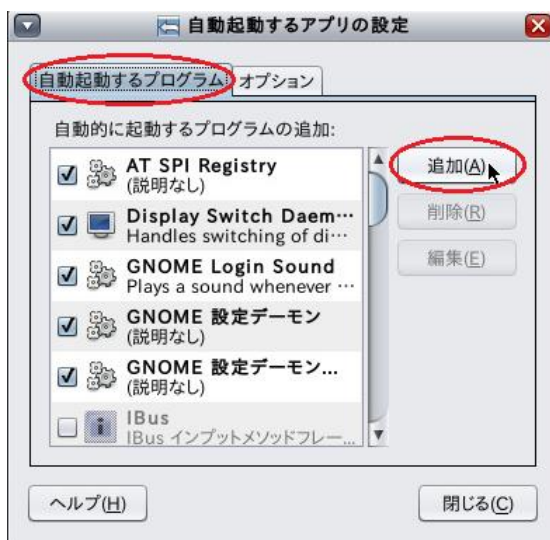 自動起動するアプリの設定
自動起動するプログラム オプション
自動的に起動するプログラムの追加:
AT SPI Registry
(説明なし)
Display Switch Daem…
Handles switching of di…
GNOME Login Sound
Plays a sound whenever …
GNOME 設定デーモン
(説明なし)
GNOME 設定デーモン...
(説明なし)
IBus
IBus インプットメソッドフレー...
追加(A)
削除(R)
編集(E)
ヘルプ(H)
閉じる(C)